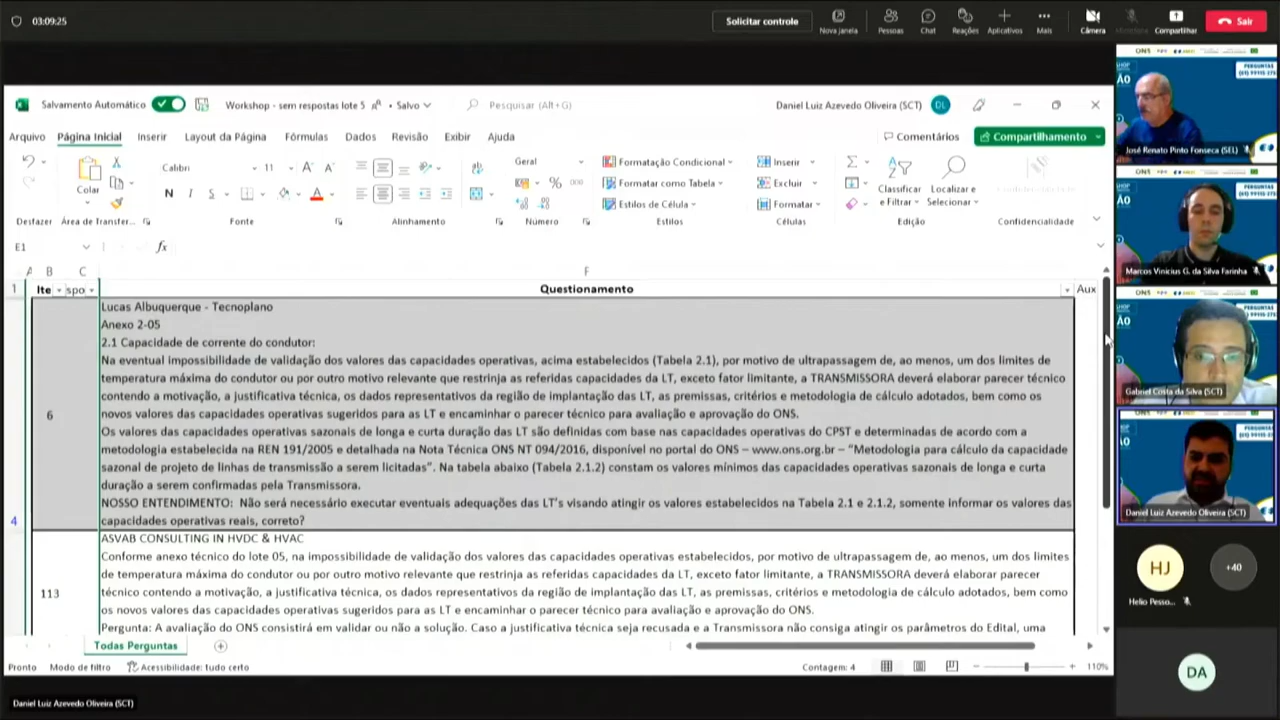 03:09:25
Solicitar controle
Nova janela
Pessoas
Chat
Reações
Aplicativos
Mais
Câmera
Compartilhar
Sair
Salvamento Automático
Workshop - sem respostas lote 5
• Salvo
Pesquisar (Alt+G)
Daniel Luiz Azevedo Oliveira (SCT)
DL
Arquivo
Página Inicial
Inserir
Layout da Página
Fórmulas
Dados
Revisão
Exibir
Ajuda
Comentários
Compartilhamento
Colar
Calibri
11
N I S
Geral
Formatação Condicional
Formatar como Tabela
Estilos de Célula
Inserir
Excluir
Formatar
Classificar
e Filtrar
Localizar e
Selecionar
Desfazer
Área de Transfer...
Fonte
Alinhamento
Número
Estilos
Células
Edição
Confidencialidade
E1
fx
A B C F
1 Ite spo Questionamento Aux
Lucas Albuquerque - Tecnoplano
Anexo 2-05
2.1 Capacidade de corrente do condutor:
Na eventual impossibilidade de validação dos valores das capacidades operativas, acima estabelecidos (Tabela 2.1), por motivo de ultrapassagem de, ao menos, um dos limites de
temperatura máxima do condutor ou por outro motivo relevante que restrinja as referidas capacidades da LT, exceto fator limitante, a TRANSMISSORA deverá elaborar parecer técnico
contendo a motivação, a justificativa técnica, os dados representativos da região de implantação das LT, as premissas, critérios e metodologia de cálculo adotados, bem como os
6
novos valores das capacidades operativas sugeridos para as LT e encaminhar o parecer técnico para avaliação e aprovação do ONS.
Os valores das capacidades operativas sazonais de longa e curta duração das LT são definidas com base nas capacidades operativas do CPST e determinadas de acordo com a
metodologia estabelecida na REN 191/2005 e detalhada na Nota Técnica ONS NT 094/2016, disponível no portal do ONS – www.ons.org.br – "Metodologia para cálculo da capacidade
sazonal de projeto de linhas de transmissão a serem licitadas". Na tabela abaixo (Tabela 2.1.2) constam os valores mínimos das capacidades operativas sazonais de longa e curta
duração a serem confirmadas pela Transmissora.
NOSSO ENTENDIMENTO: Não será necessário executar eventuais adequações das LT's visando atingir os valores estabelecidos na Tabela 2.1 e 2.1.2, somente informar os valores das
4
capacidades operativas reais, correto?
ASVAB CONSULTING IN HVDC & HVAC
Conforme anexo técnico do lote 05, na impossibilidade de validação dos valores das capacidades operativas estabelecidos, por motivo de ultrapassagem de, ao menos, um dos limites
de temperatura máxima do condutor ou por outro motivo relevante que restrinja as referidas capacidades da LT, exceto fator limitante, a TRANSMISSORA deverá elaborar parecer
113
técnico contendo a motivação, a justificativa técnica, os dados representativos da região de implantação das LT, as premissas, critérios e metodologia de cálculo adotados, bem como
os novos valores das capacidades operativas sugeridos para as LT e encaminhar o parecer técnico para avaliação e aprovação do ONS.
Pergunta: A avaliação do ONS consistirá em validar ou não a solução. Caso a justificativa técnica seja recusada e a Transmissora não consiga atingir os parâmetros do Edital, uma
Todas Perguntas
Pronto
Modo de filtro
Acessibilidade: tudo certo
Contagem: 4
110%
Daniel Luiz Azevedo Oliveira (SCT)
José Renato Pinto Fonseca (SEL)
Marcos Vinicius G. da Silva Farinha
Gabriel Costa da Silva (SCT)
Daniel Luiz Azevedo Oliveira (SCT)
HJ
Helio Pesso...
+40
DA